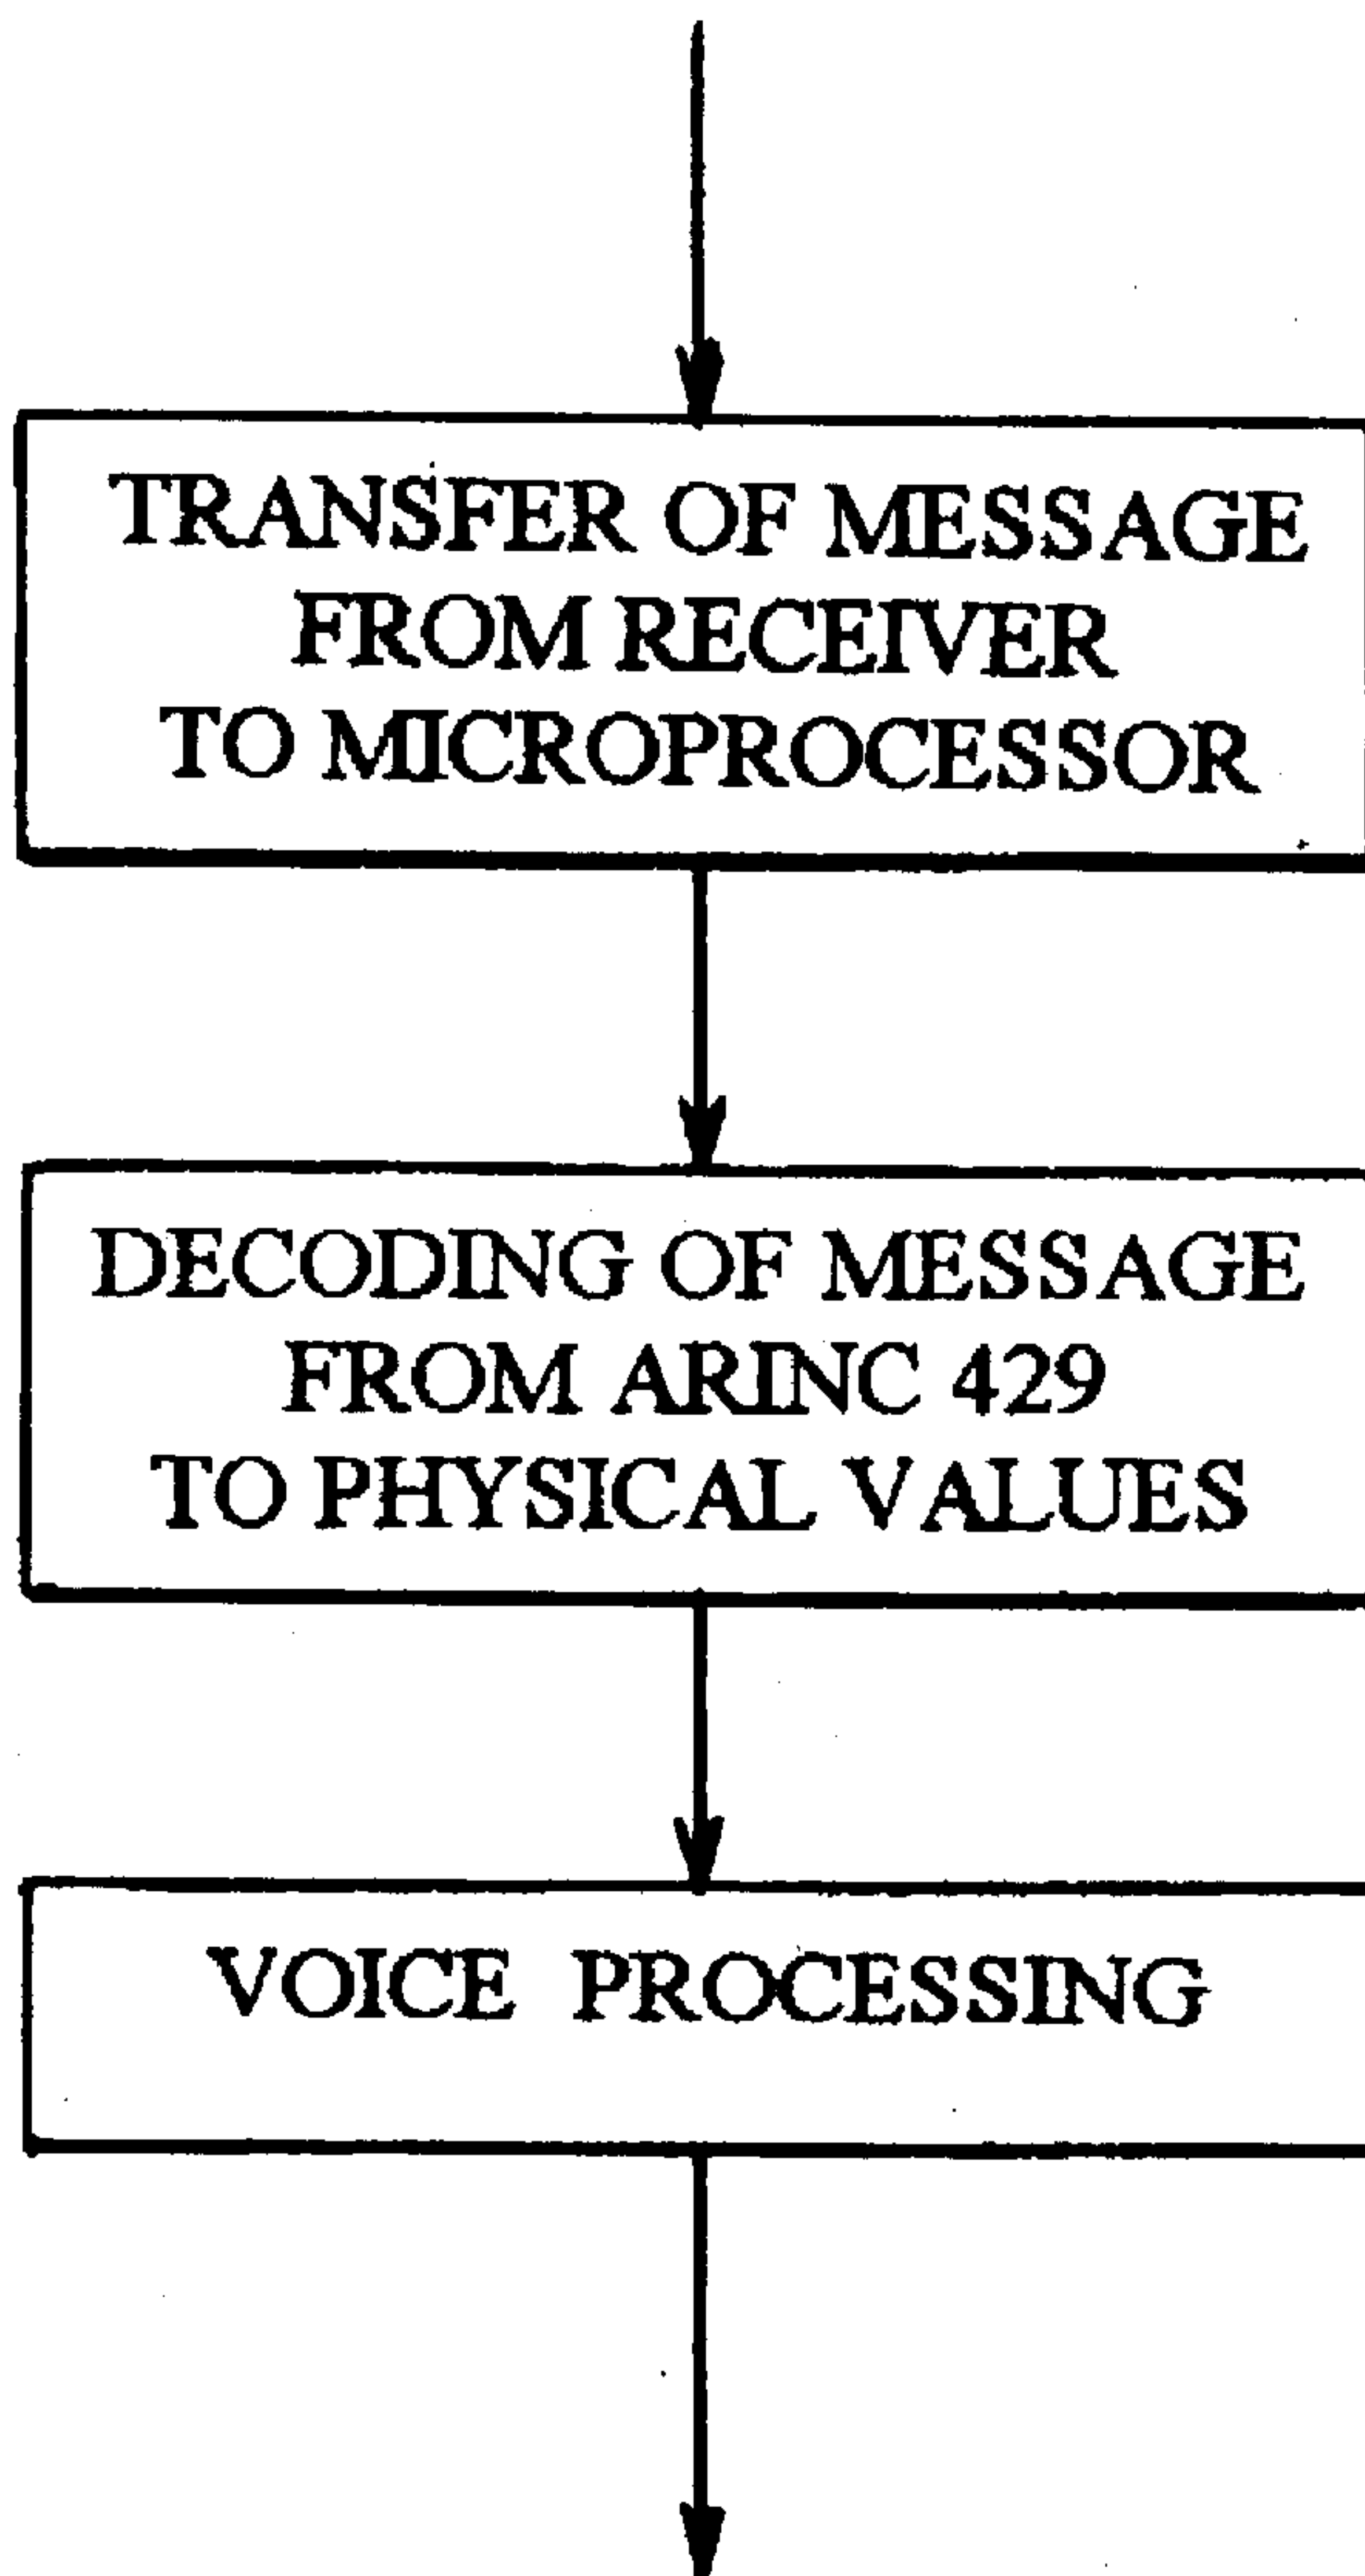 TRANSFER OF MESSAGE
FROM RECEIVER
TO MICROPROCESSOR
DECODING OF MESSAGE
FROM ARINC 429
TO PHYSICAL VALUES
VOICE PROCESSING